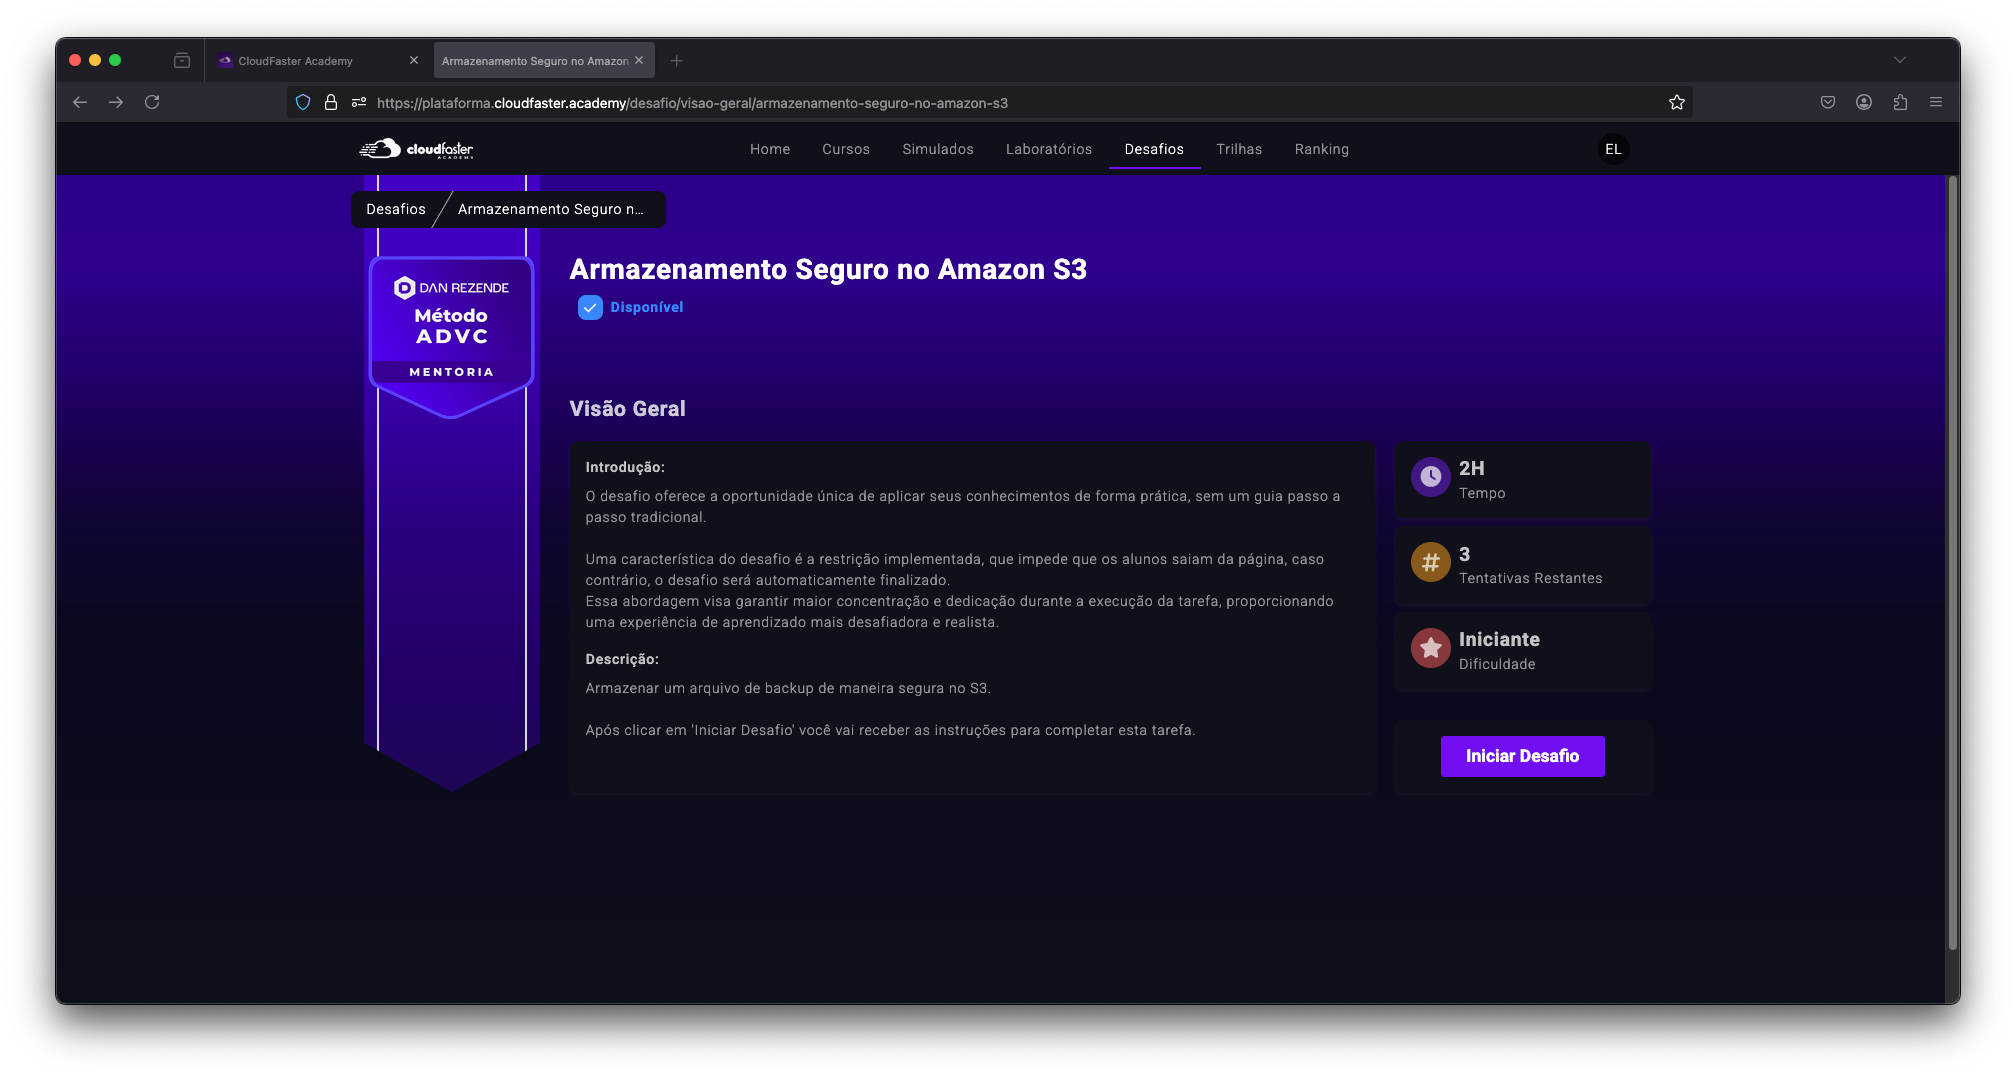 CloudFaster Academy
Armazenamento Seguro no Amazon
https://plataforma.cloudfaster.academy/desafio/visao-geral/armazenamento-seguro-no-amazon-s3
cloudfaster
ACADEMY
Home
Cursos
Simulados
Laboratórios
Desafios
Trilhas
Ranking
EL
Desafios
Armazenamento Seguro n...
DAN REZENDE
Método
ADVC
MENTORIA
Armazenamento Seguro no Amazon S3
Disponível
Visão Geral
Introdução:
O desafio oferece a oportunidade única de aplicar seus conhecimentos de forma prática, sem um guia passo a
passo tradicional.
Uma característica do desafio é a restrição implementada, que impede que os alunos saiam da página, caso
contrário, o desafio será automaticamente finalizado.
Essa abordagem visa garantir maior concentração e dedicação durante a execução da tarefa, proporcionando
uma experiência de aprendizado mais desafiadora e realista.
Descrição:
Armazenar um arquivo de backup de maneira segura no S3.
Após clicar em 'Iniciar Desafio' você vai receber as instruções para completar esta tarefa.
2H
Tempo
#
3
Tentativas Restantes
Iniciante
Dificuldade
Iniciar Desafio